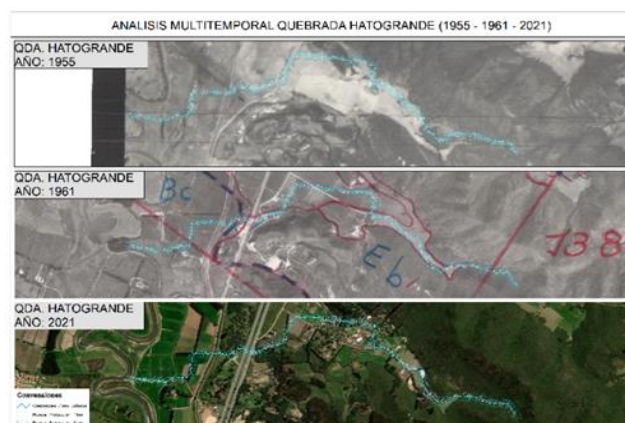 ANALISIS MULTITEMPORAL QUEBRADA HATOGRANDE (1955 - 1961 - 2021)
QDA. HATOGRANDE
AÑO: 1955
QDA. HATOGRANDE
AÑO: 1961
Bc
Eb
138
QDA. HATOGRANDE
AÑO: 2021
Convenciones